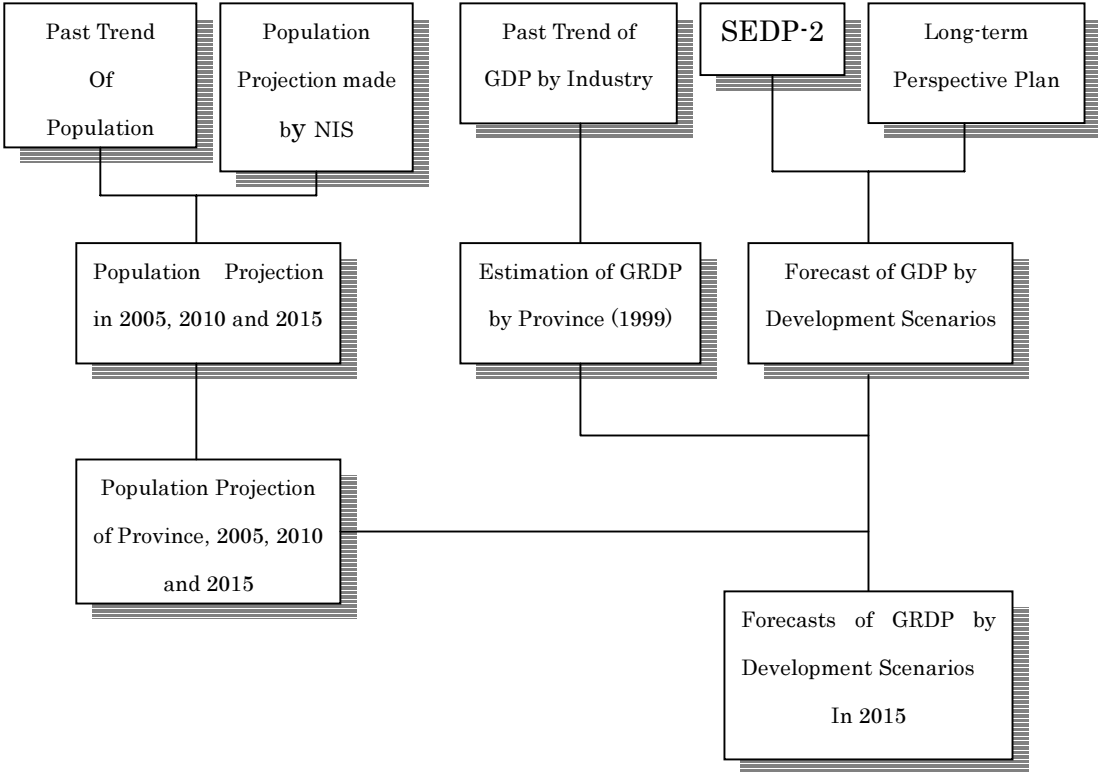 Past Trend
Of
Population
Population
Projection made
by NIS
Past Trend of
GDP by Industry
SEDP-2
Long-term
Perspective Plan
Population Projection
in 2005, 2010 and 2015
Estimation of GRDP
by Province (1999)
Forecast of GDP by
Development Scenarios
Population Projection
of Province, 2005, 2010
and 2015
Forecasts of GRDP by
Development Scenarios
In 2015